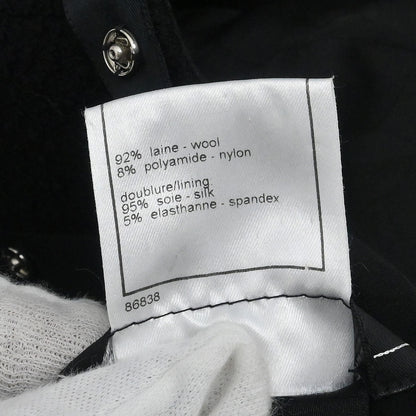 92% laine - wool
8% polyamide - nylon
doublure/lining
95% soie - silk
5% elasthanne - spandex
86838